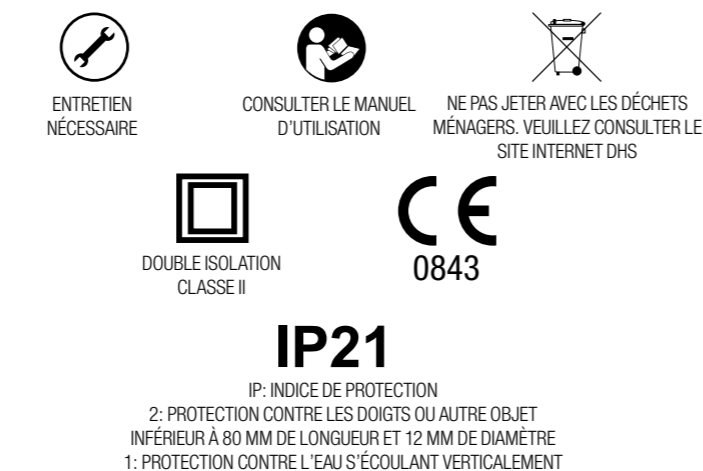 ENTRETIEN
NÉCESSAIRE
CONSULTER LE MANUEL
D'UTILISATION
NE PAS JETER AVEC LES DÉCHETS
MÉNAGERS. VEUILLEZ CONSULTER LE
SITE INTERNET DHS
DOUBLE ISOLATION
CLASSE II
CE
0843
IP21
IP: INDICE DE PROTECTION
2: PROTECTION CONTRE LES DOIGTS OU AUTRE OBJET
INFÉRIEUR À 80 MM DE LONGUEUR ET 12 MM DE DIAMÈTRE
1: PROTECTION CONTRE L'EAU S'ÉCOULANT VERTICALEMENT